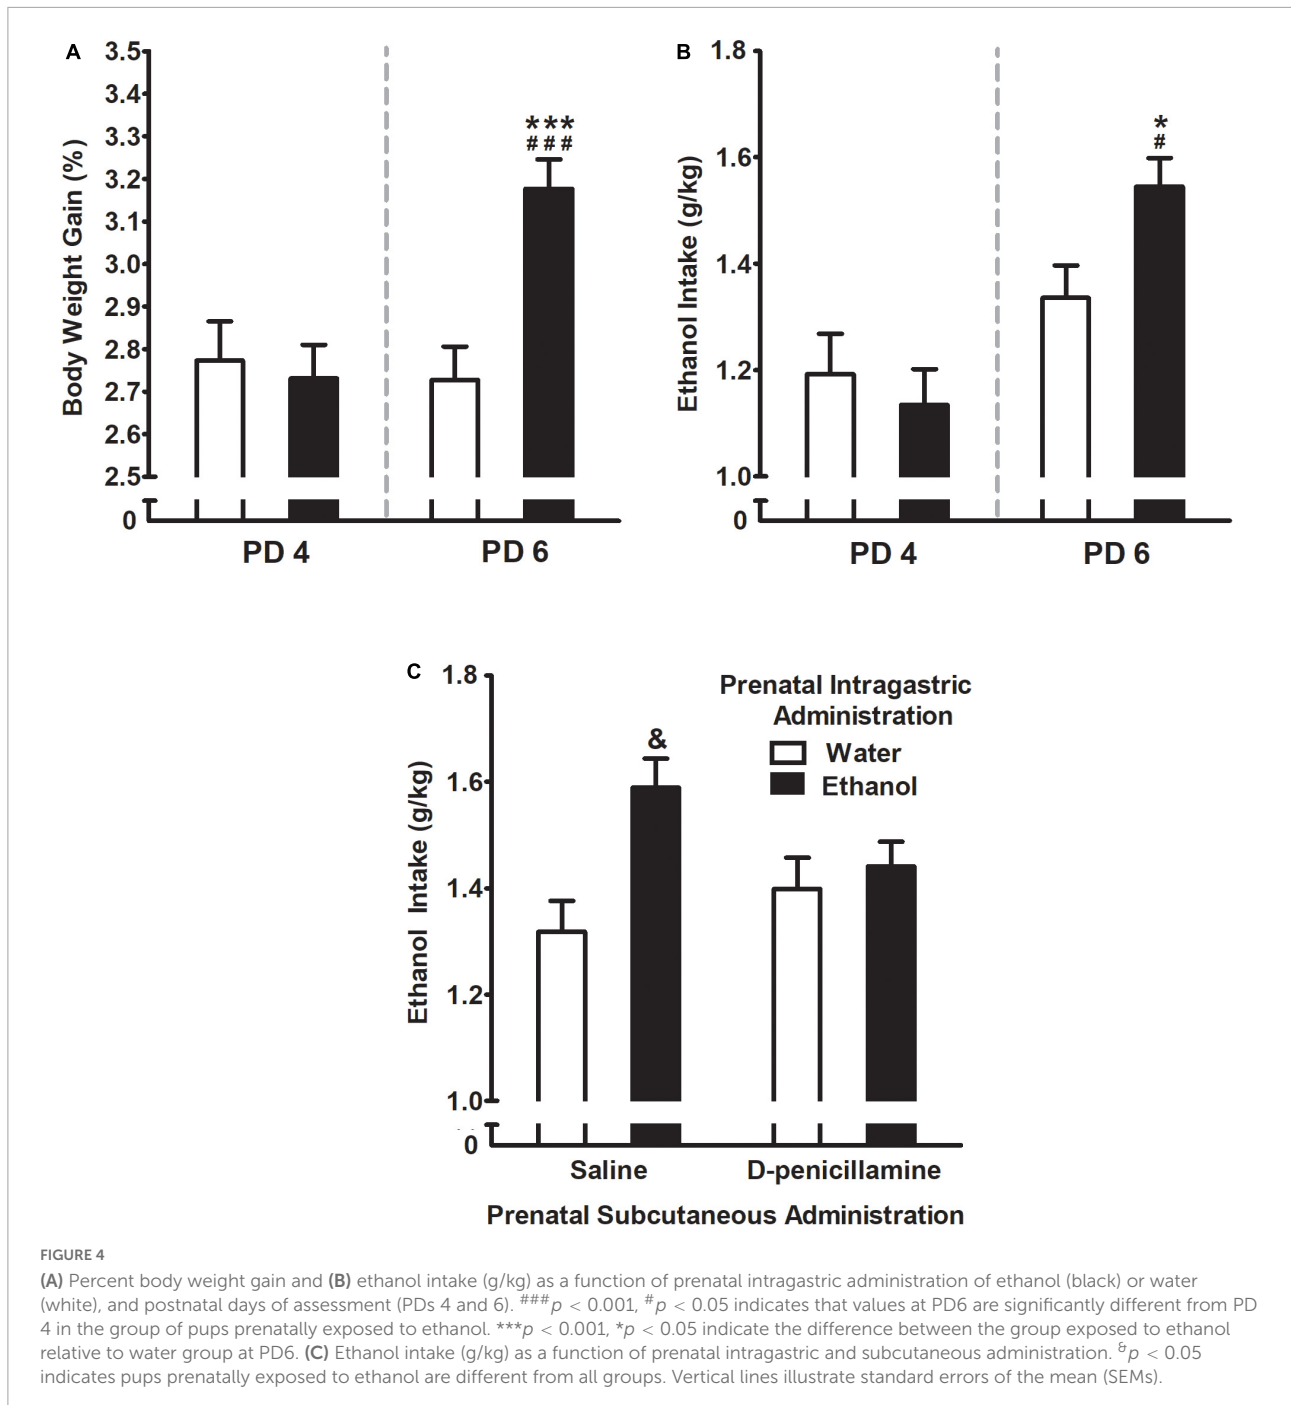 A
3.5
3.4
3.3
3.2
3.1
3.0
2.9
2.8
2.7
2.6
2.5
0
Body Weight Gain (%)
***
###
PD 4
PD 6
B
1.8
1.6
1.4
1.2
1.0
0
Ethanol Intake (g/kg)
*
#
PD 4
PD 6
C
1.8
1.6
1.4
1.2
1.0
0
Ethanol Intake (g/kg)
&
Prenatal Intragastric
Administration
Water
Ethanol
Saline
D-penicillamine
Prenatal Subcutaneous Administration
FIGURE 4
(A) Percent body weight gain and (B) ethanol intake (g/kg) as a function of prenatal intragastric administration of ethanol (black) or water
(white), and postnatal days of assessment (PDs 4 and 6). ###p < 0.001, #p < 0.05 indicates that values at PD6 are significantly different from PD
4 in the group of pups prenatally exposed to ethanol. ***p < 0.001, *p < 0.05 indicate the difference between the group exposed to ethanol
relative to water group at PD6. (C) Ethanol intake (g/kg) as a function of prenatal intragastric and subcutaneous administration. &p < 0.05
indicates pups prenatally exposed to ethanol are different from all groups. Vertical lines illustrate standard errors of the mean (SEMs).